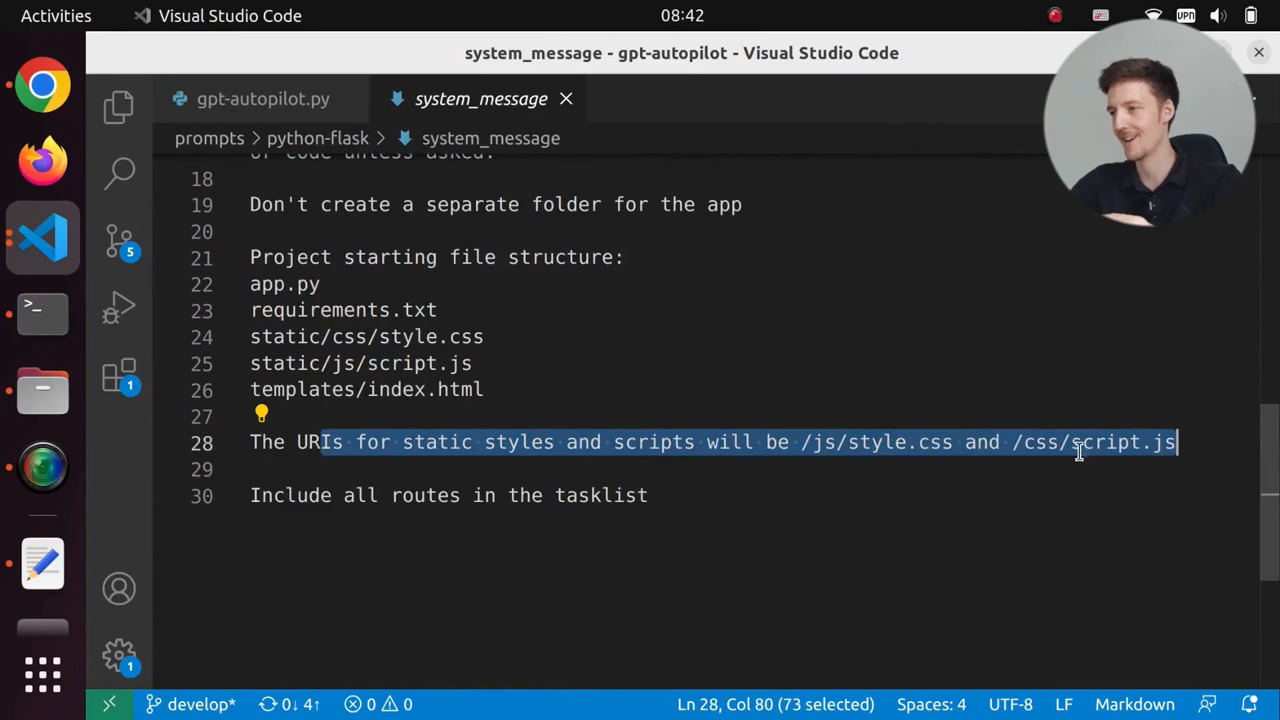 Activities
Visual Studio Code
08:42
VPN
system_message - gpt-autopilot - Visual Studio Code
gpt-autopilot.py
system_message
prompts > python-flask > system_message
of code unless asked.
18
19 Don't create a separate folder for the app
20
21 Project starting file structure:
22 app.py
23 requirements.txt
24 static/css/style.css
25 static/js/script.js
26 templates/index.html
27
28 The URIs for static styles and scripts will be /js/style.css and /css/script.js
29
30 Include all routes in the tasklist
5
1
1
develop* 0↓ 4↑ 0 0 Ln 28, Col 80 (73 selected) Spaces: 4 UTF-8 LF Markdown